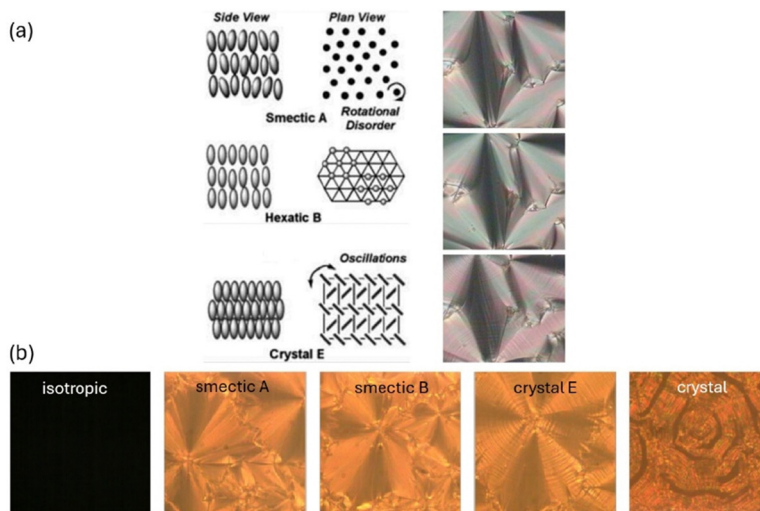 (a)
Side View Plan View
Smectic A Rotational
Disorder
Hexatic B
Oscillations
Crystal E
(b)
isotropic smectic A smectic B crystal E crystal